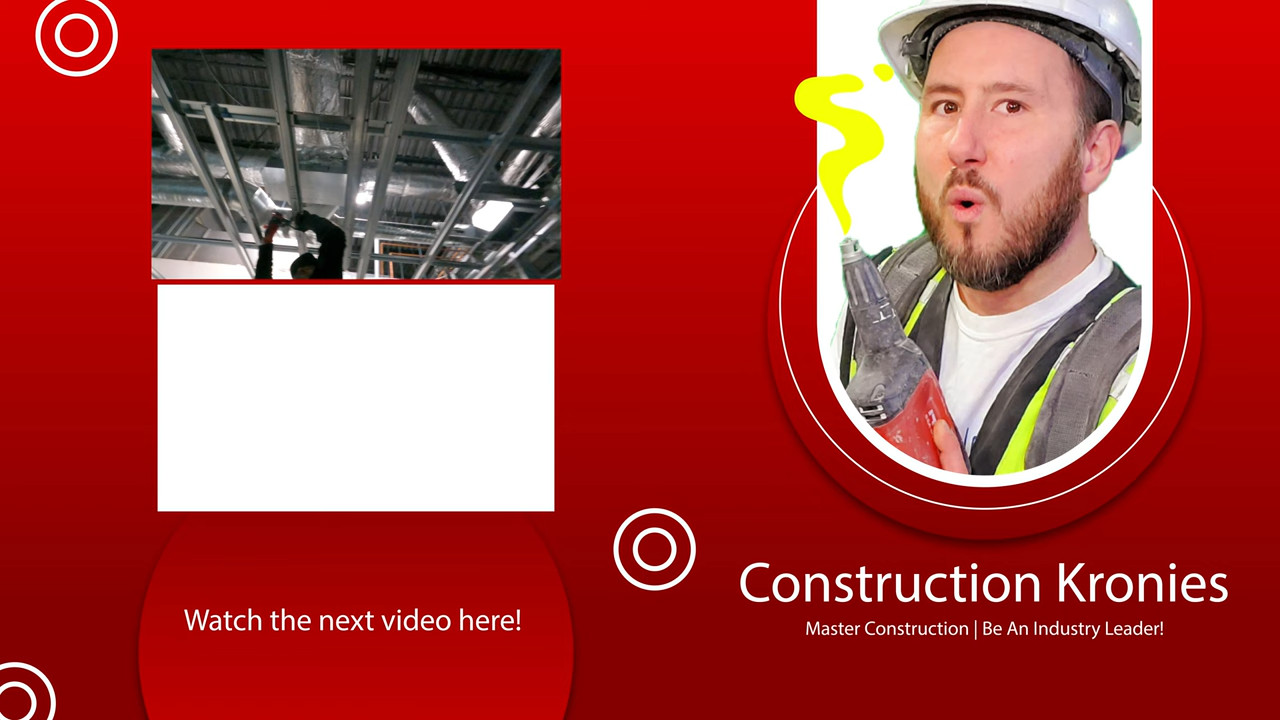 Construction Kronies
Master Construction | Be An Industry Leader!
Watch the next video here!